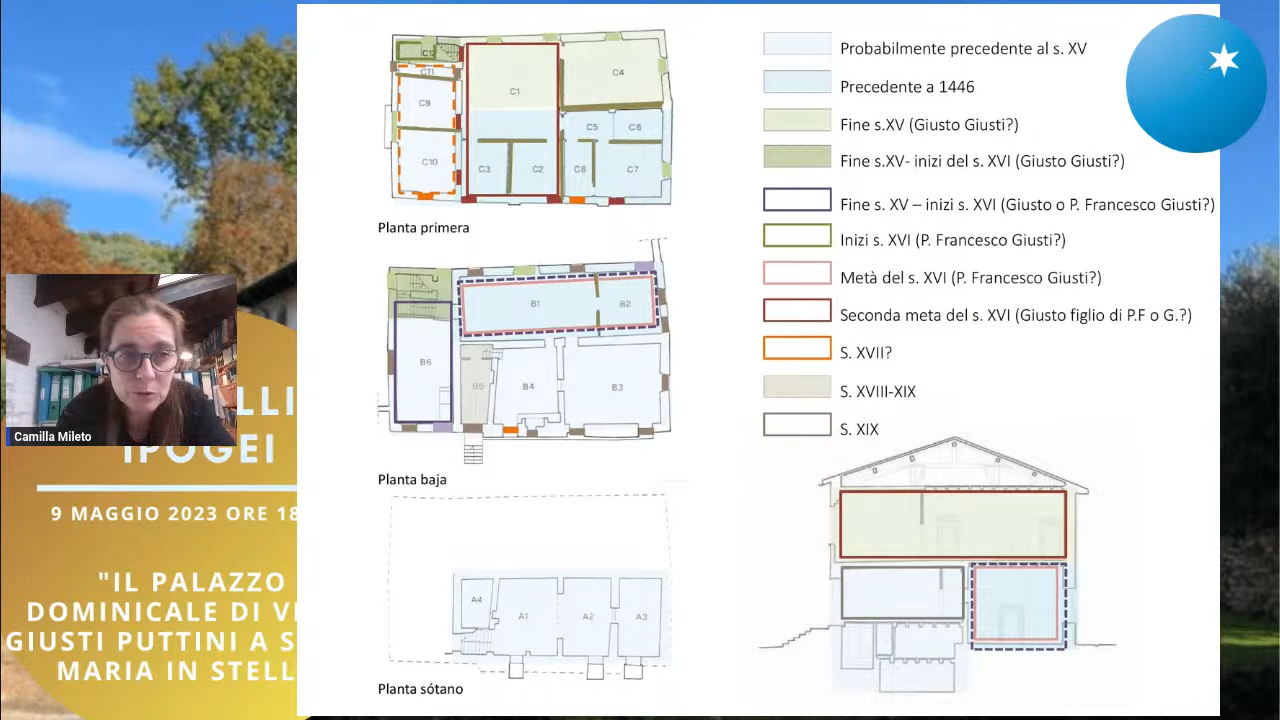 C12
C11
C9
C10
C1
C3
C2
C4
C5
C6
C8
C7
Planta primera
B1
B2
B6
B5
B4
B3
Planta baja
A4
A1
A2
A3
Planta sótano
Probabilmente precedente al s. XV
Precedente a 1446
Fine s.XV (Giusto Giusti?)
Fine s.XV- inizi del s. XVI (Giusto Giusti?)
Fine s. XV – inizi s. XVI (Giusto o P. Francesco Giusti?)
Inizi s. XVI (P. Francesco Giusti?)
Metà del s. XVI (P. Francesco Giusti?)
Seconda meta del s. XVI (Giusto figlio di P.F o G.?)
S. XVII?
S. XVIII-XIX
S. XIX
Camilla Mileto
LLI
IPOGEI
9 MAGGIO 2023 ORE 18
"IL PALAZZO
DOMINICALE DI VE
GIUSTI PUTTINI A S
MARIA IN STELL